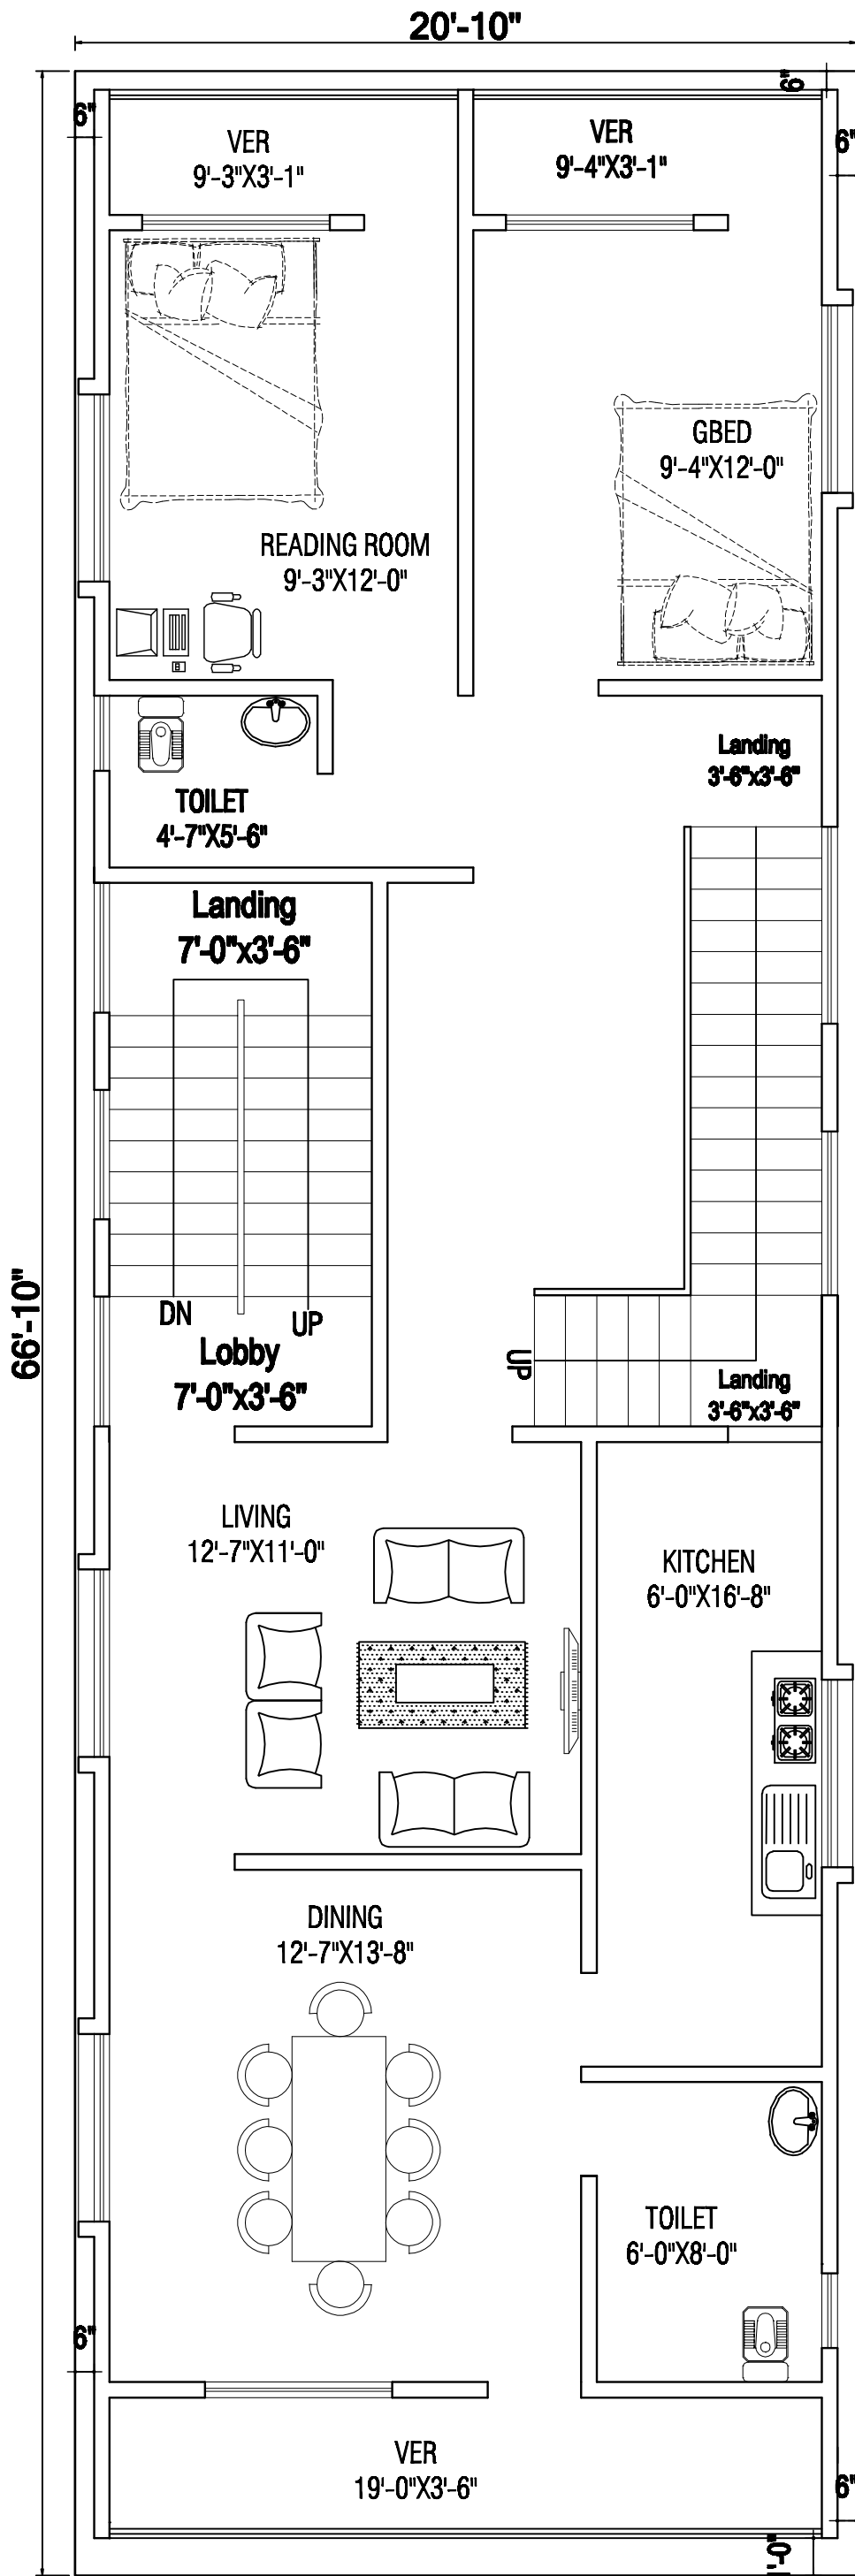 20'-10"
6"
6"
6"
VER
9'-3"X3'-1"
VER
9'-4"X3'-1"
GBED
9'-4"X12'-0"
READING ROOM
9'-3"X12'-0"
Landing
3'-6"x3'-6"
TOILET
4'-7"X5'-6"
Landing
7'-0"x3'-6"
66'-10"
DN
UP
Lobby
7'-0"x3'-6"
UP
Landing
3'-6"x3'-6"
LIVING
12'-7"X11'-0"
KITCHEN
6'-0"X16'-8"
DINING
12'-7"X13'-8"
TOILET
6'-0"X8'-0"
6"
VER
19'-0"X3'-6"
6"